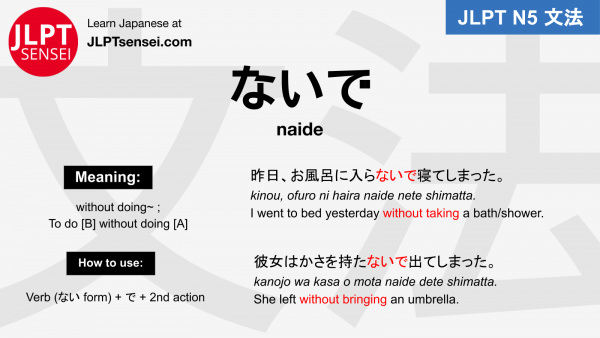 JLPT
SENSEI
Learn Japanese at
JLPTsensei.com
JLPT N5 文法
文法
ないで
naide
Meaning:
without doing~ ;
To do [B] without doing [A]
How to use:
Verb (ない form) + で + 2nd action
昨日、お風呂に入らないで寝てしまった。
kinou, ofuro ni haira naide nete shimatta.
I went to bed yesterday without taking a bath/shower.
彼女はかさを持たないで出てしまった。
kanojo wa kasa o mota naide dete shimatta.
She left without bringing an umbrella.